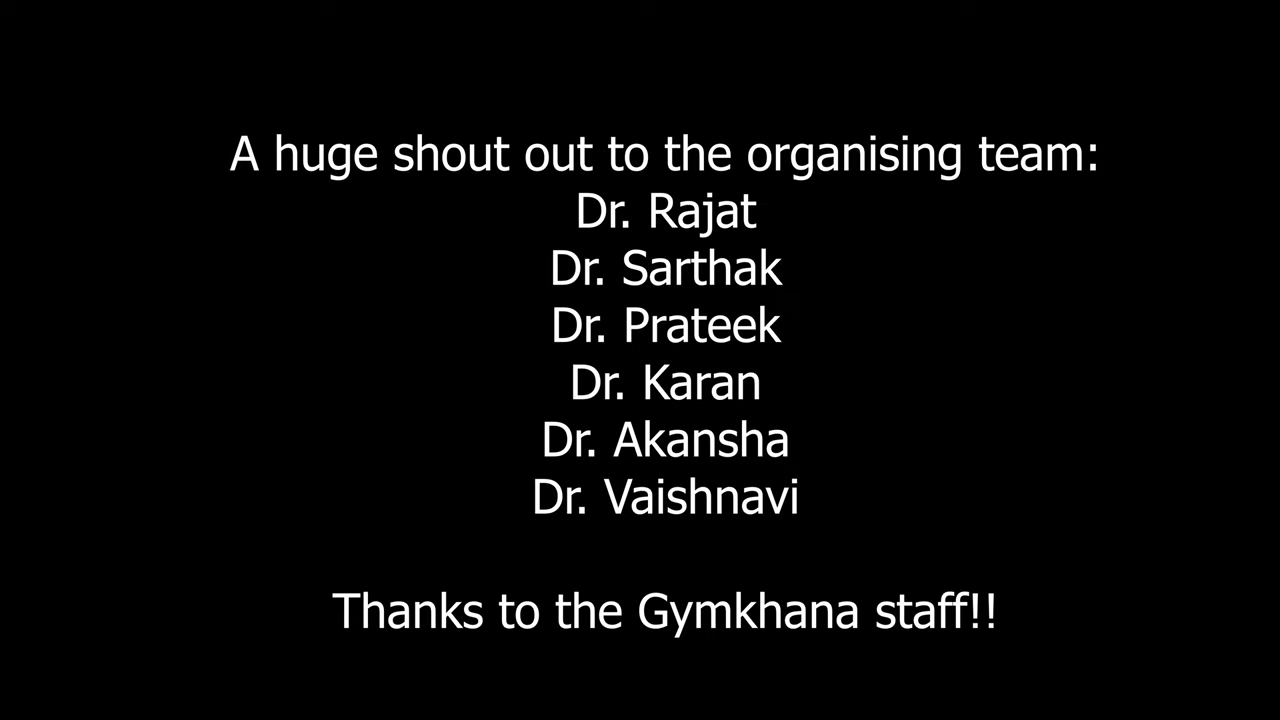 A huge shout out to the organising team:
Dr. Rajat
Dr. Sarthak
Dr. Prateek
Dr. Karan
Dr. Akansha
Dr. Vaishnavi
Thanks to the Gymkhana staff!!